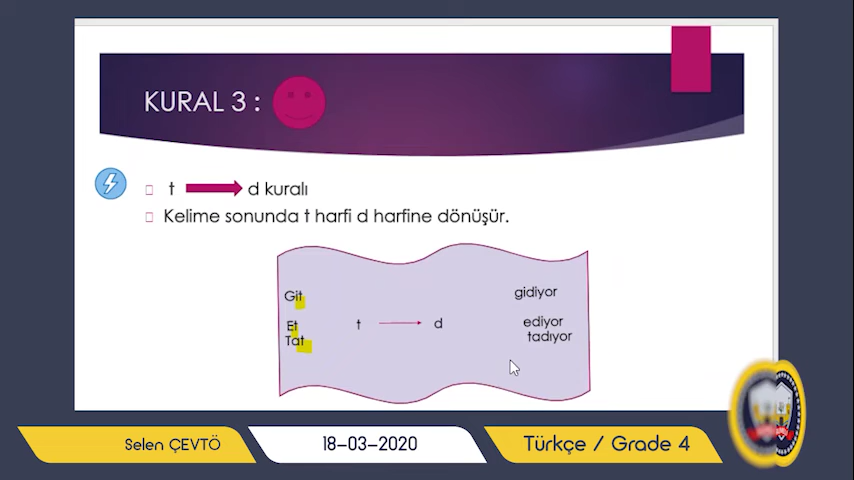 KURAL 3 :
t d kuralı
Kelime sonunda t harfi d harfine dönüşür.
Git gidiyor
Et t d ediyor
Tat tadıyor
Selen ÇEVTÖ 18-03-2020 Türkçe / Grade 4